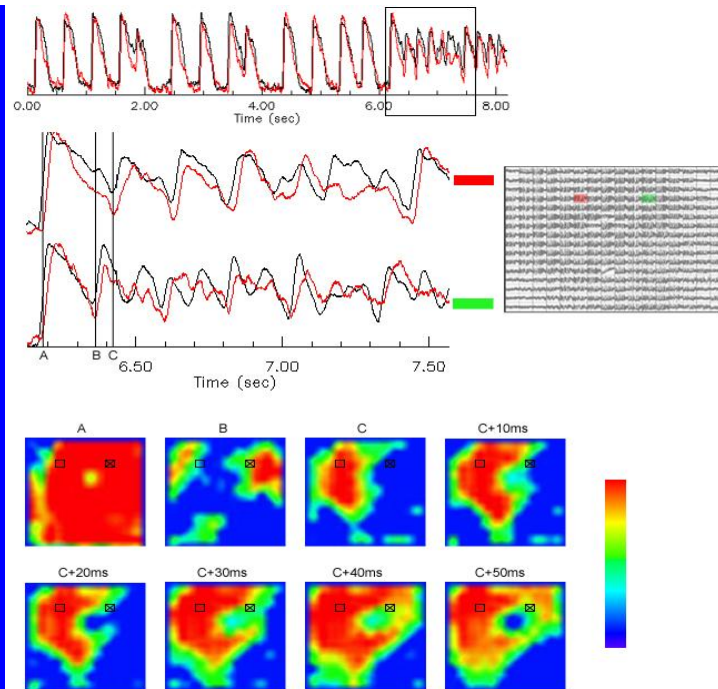 0.00 2.00 4.00 6.00 8.00
Time (sec)
A B C 6.50 7.00 7.50
Time (sec)
A B C C+10ms
C+20ms C+30ms C+40ms C+50ms